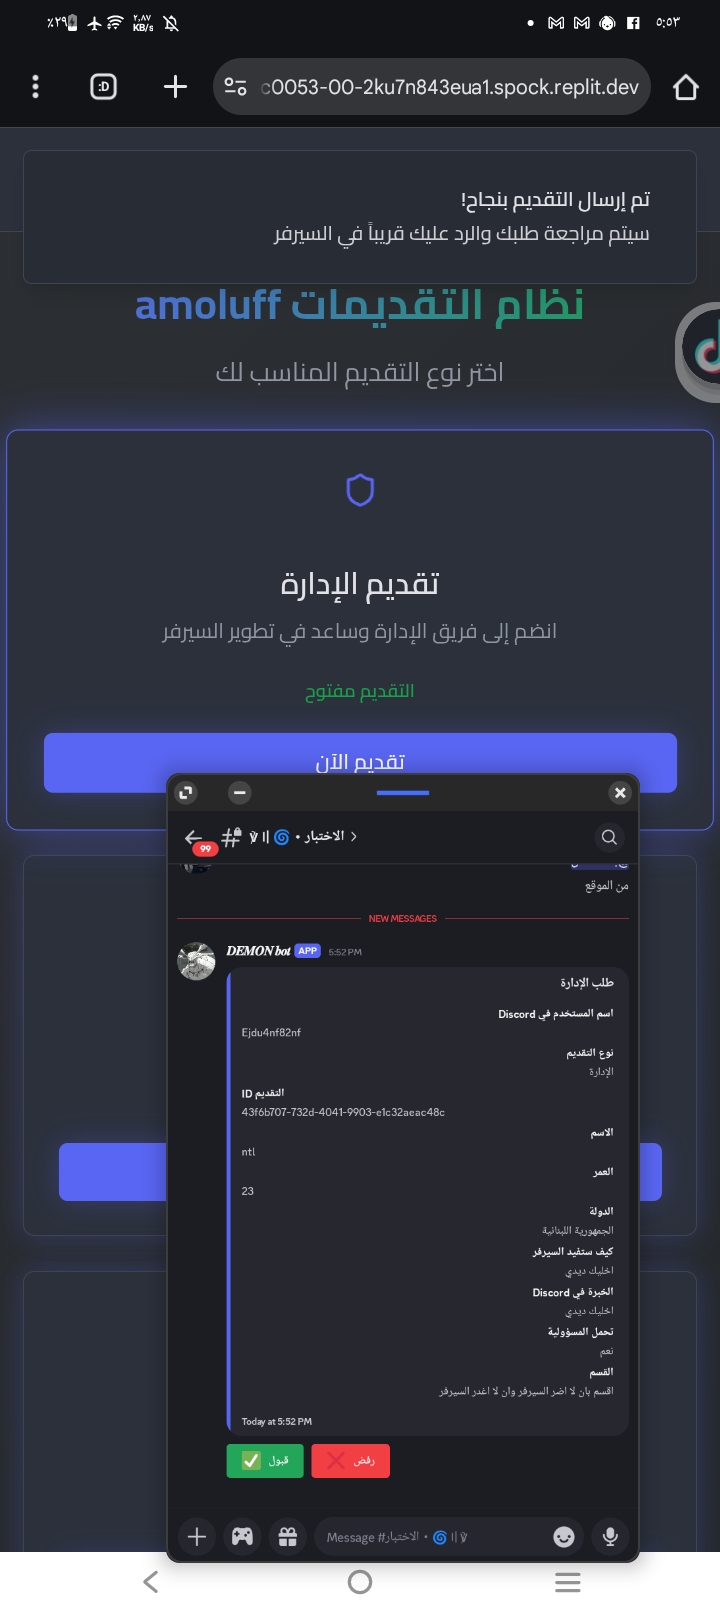 ٪٢٩
٢.٨٧ KB/s
٥:٥٣
:D
c0053-00-2ku7n843eua1.spock.replit.dev
تم إرسال التقديم بنجاح!
سيتم مراجعة طلبك والرد عليك قريباً في السيرفر
نظام التقديمات amoluff
اختر نوع التقديم المناسب لك
تقديم الإدارة
انضم إلى فريق الإدارة وساعد في تطوير السيرفر
التقديم مفتوح
تقديم الآن
99
الاختبار •
من الموقع
NEW MESSAGES
DEMON bot APP 5:52 PM
طلب الإدارة
اسم المستخدم في Discord
Ejdu4nf82nf
نوع التقديم
الإدارة
ID التقديم
43f6b707-732d-4041-9903-e1c32aeac48c
الاسم
ntl
العمر
23
الدولة
الجمهورية اللبنانية
كيف ستفيد السيرفر
اخليك ديدي
الخبرة في Discord
اخليك ديدي
تحمل المسؤولية
نعم
القسم
اقسم بان لا اضر السيرفر وان لا اغدر السيرفر
Today at 5:52 PM
قبول
رفض
Message #الاختبار •